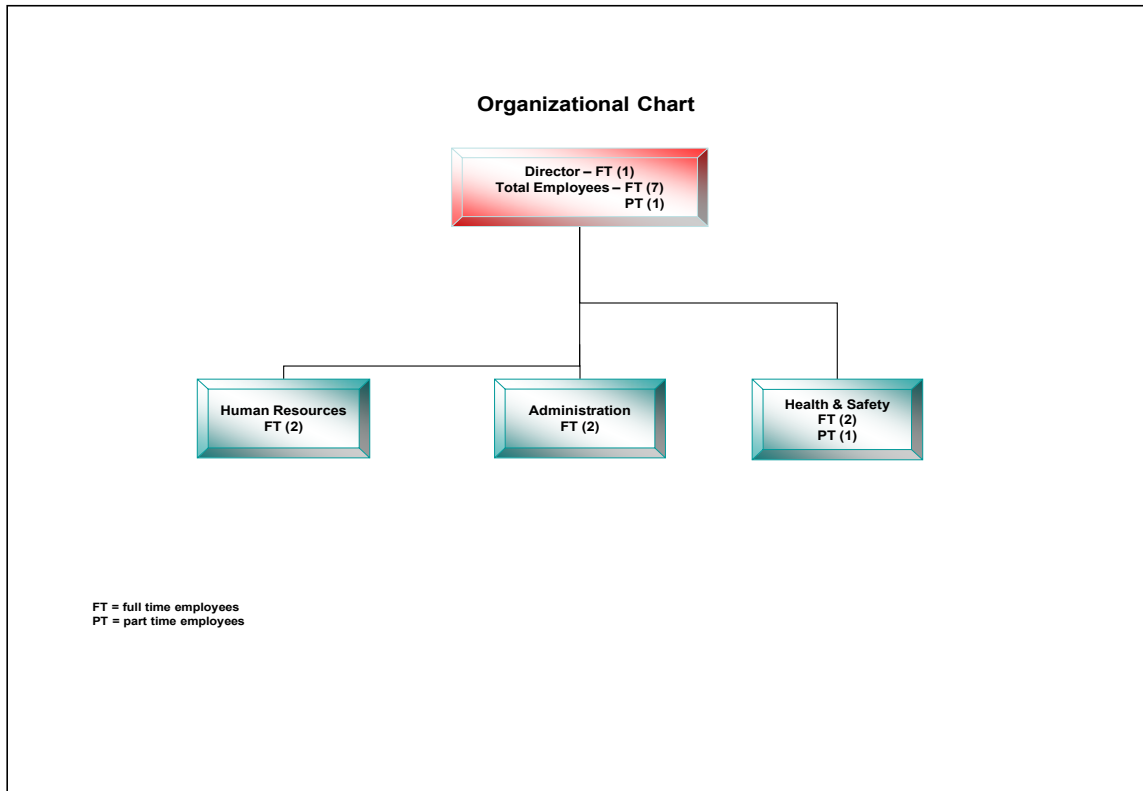 Organizational Chart
Director – FT (1)
Total Employees – FT (7)
PT (1)
Human Resources
FT (2)
Administration
FT (2)
Health & Safety
FT (2)
PT (1)
FT = full time employees
PT = part time employees